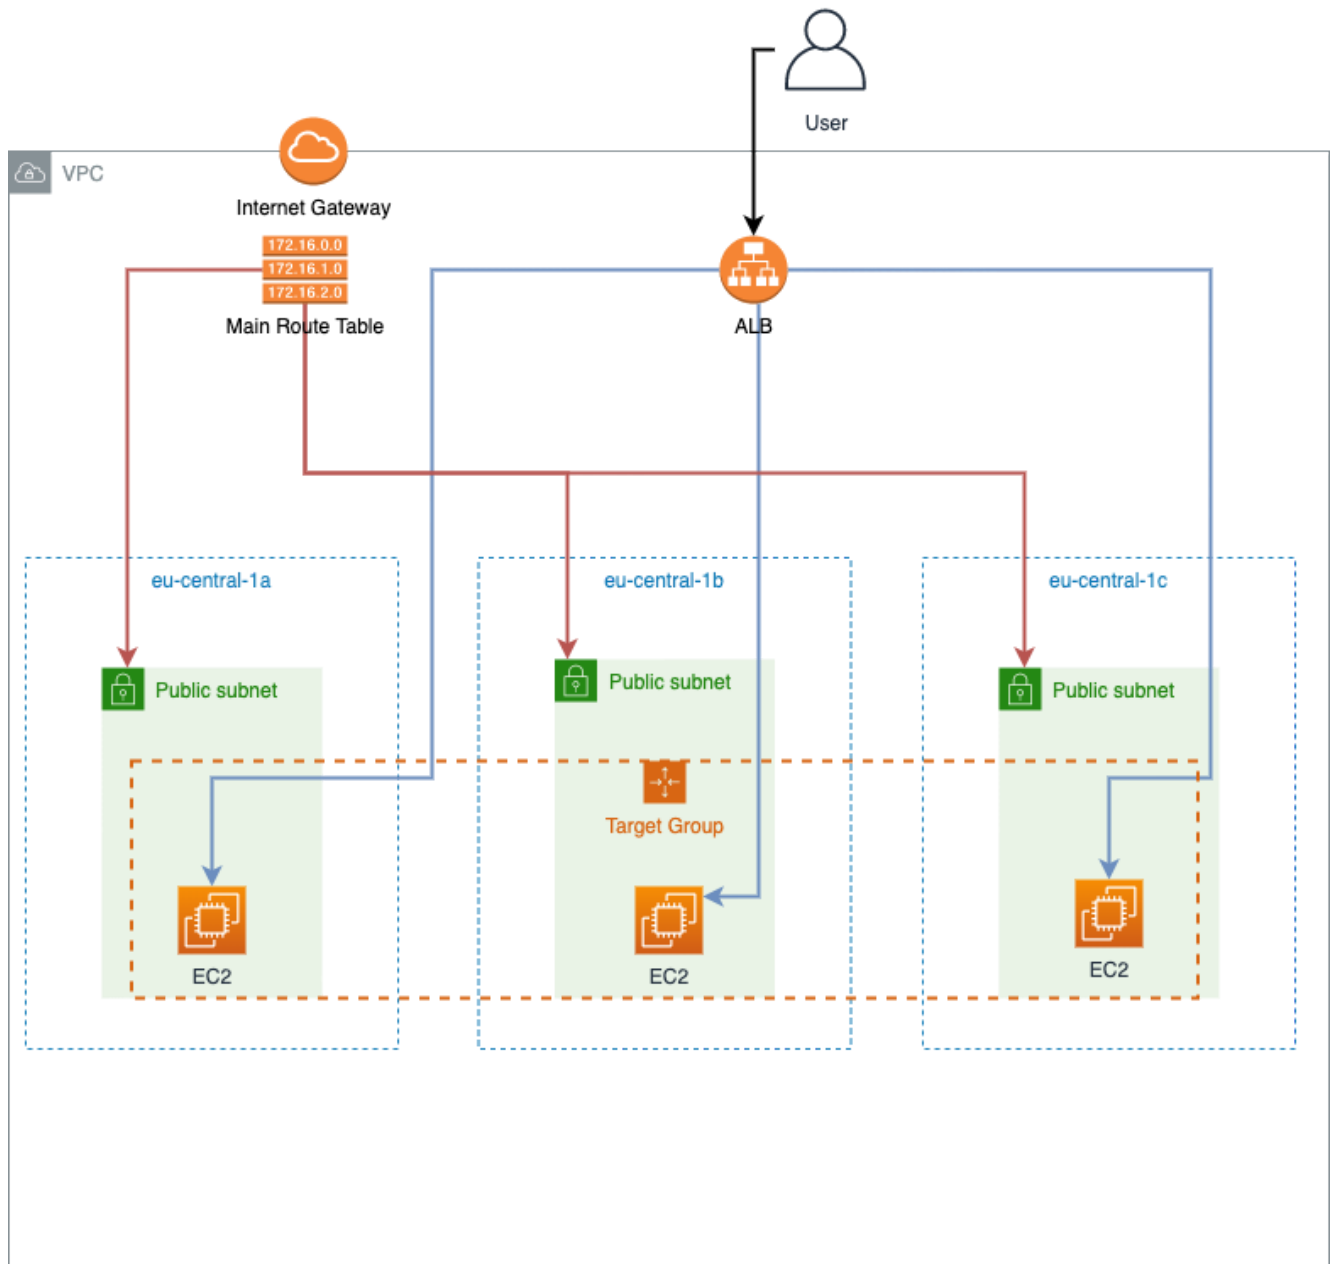 User
VPC
Internet Gateway
172.16.0.0
172.16.1.0
172.16.2.0
Main Route Table
ALB
eu-central-1a
eu-central-1b
eu-central-1c
Public subnet
Public subnet
Public subnet
Target Group
EC2
EC2
EC2